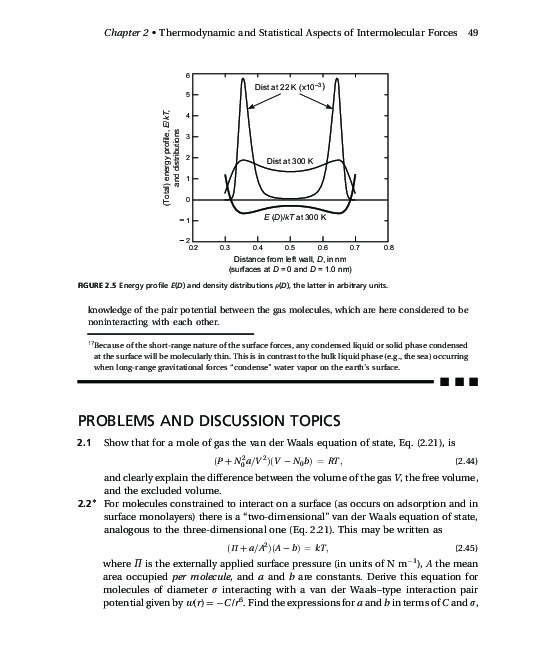 Chapter 2 • Thermodynamic and Statistical Aspects of Intermolecular Forces 49
(Total) energy profile, E/kT,
and distributions
6
5
4
3
2
1
0
−1
−2
Dist at 22 K (x10⁻³)
Dist at 300 K
E (D)/kT at 300 K
0.2 0.3 0.4 0.5 0.6 0.7 0.8
Distance from left wall, D, in nm
(surfaces at D = 0 and D = 1.0 nm)
FIGURE 2.5 Energy profile E(D) and density distributions ρ(D), the latter in arbitrary units.
knowledge of the pair potential between the gas molecules, which are here considered to be
noninteracting with each other.
¹⁷Because of the short-range nature of the surface forces, any condensed liquid or solid phase condensed
at the surface will be molecularly thin. This is in contrast to the bulk liquid phase (e.g., the sea) occurring
when long-range gravitational forces “condense” water vapor on the earth’s surface.
PROBLEMS AND DISCUSSION TOPICS
2.1 Show that for a mole of gas the van der Waals equation of state, Eq. (2.21), is
(P + N₀²a/V²)(V − N₀b) = RT, (2.44)
and clearly explain the difference between the volume of the gas V, the free volume,
and the excluded volume.
2.2* For molecules constrained to interact on a surface (as occurs on adsorption and in
surface monolayers) there is a “two-dimensional” van der Waals equation of state,
analogous to the three-dimensional one (Eq. 2.21). This may be written as
(Π + a/A²)(A − b) = kT, (2.45)
where Π is the externally applied surface pressure (in units of N m⁻¹), A the mean
area occupied per molecule, and a and b are constants. Derive this equation for
molecules of diameter σ interacting with a van der Waals–type interaction pair
potential given by w(r) = −C/r⁶. Find the expressions for a and b in terms of C and σ,